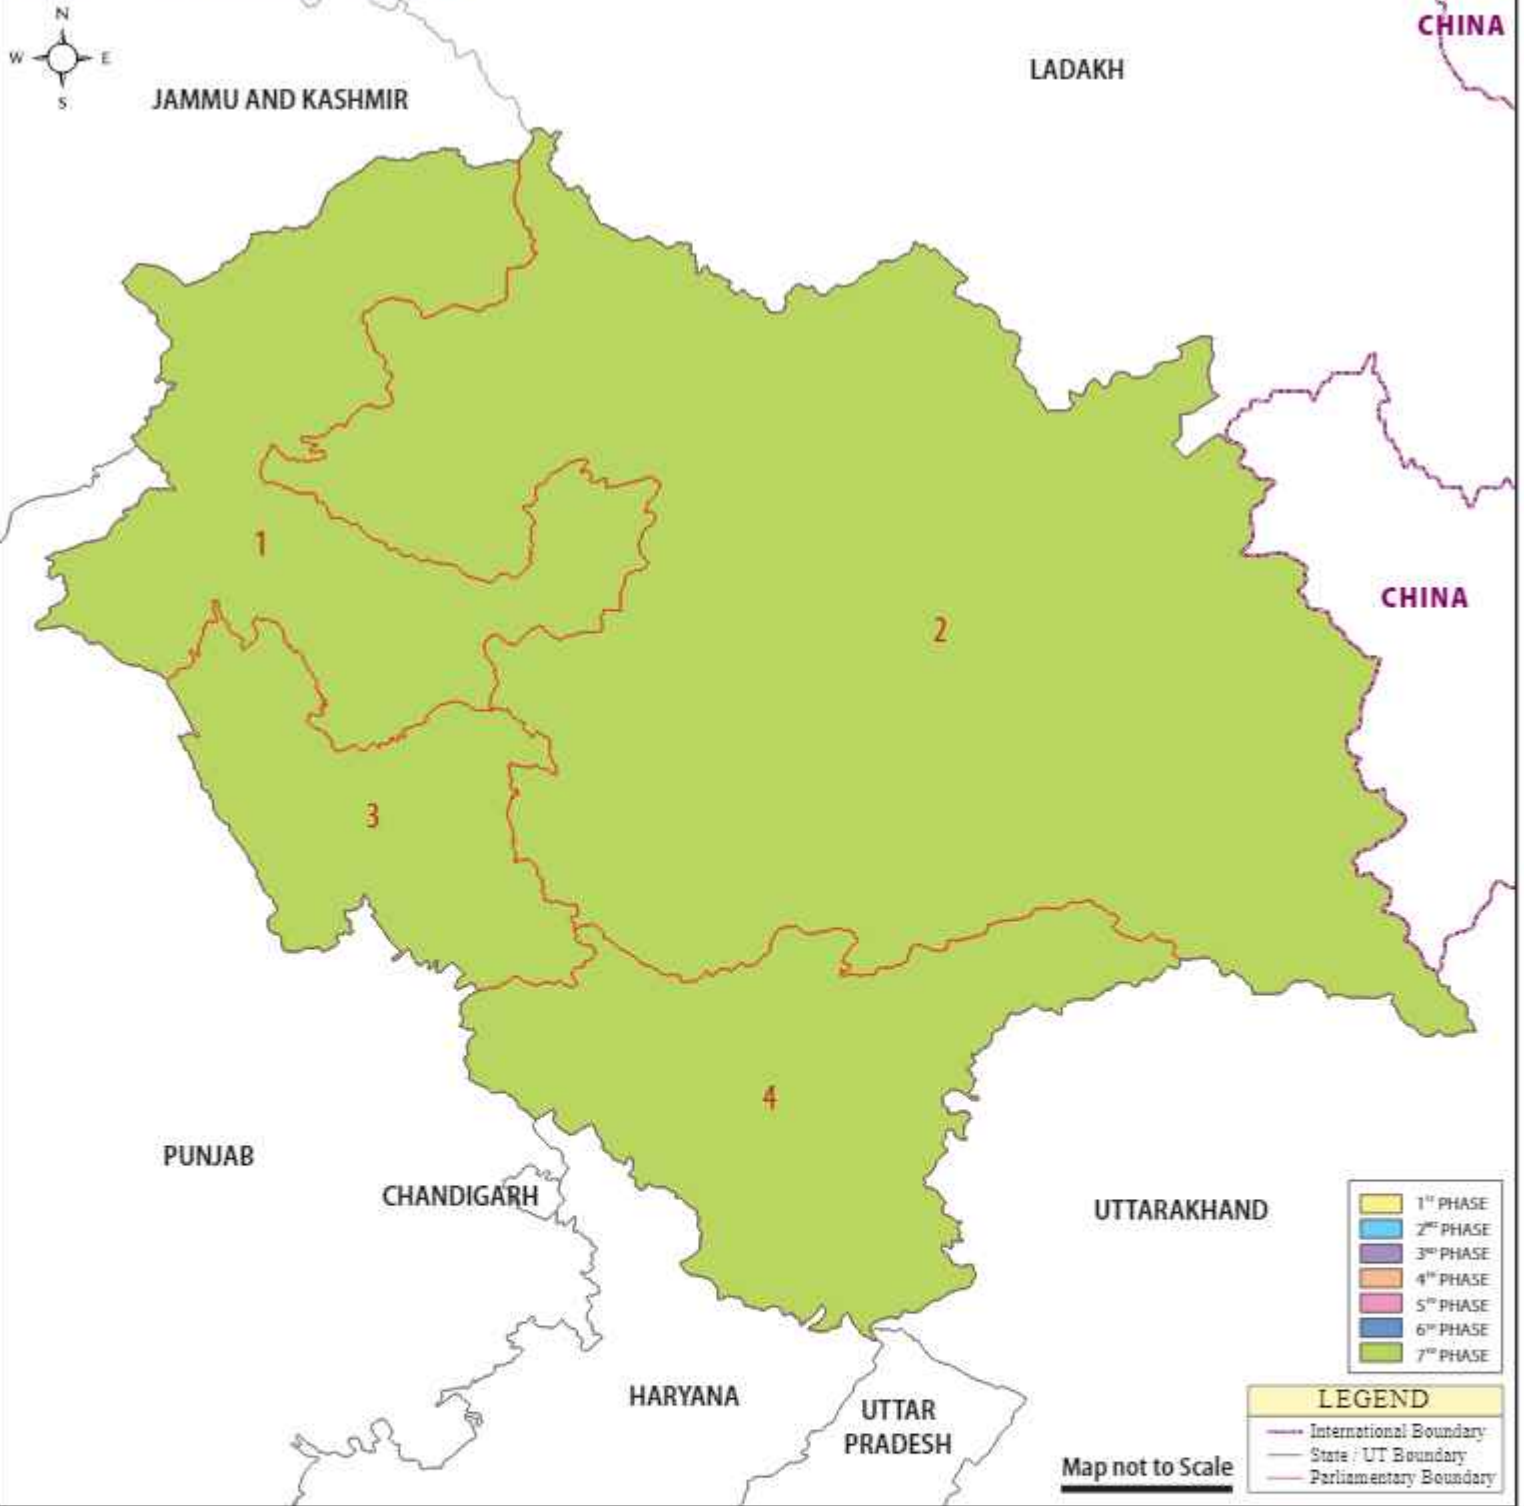 N
W E
S
CHINA
LADAKH
JAMMU AND KASHMIR
1
CHINA
2
3
4
PUNJAB
CHANDIGARH
UTTARAKHAND
1ST PHASE
2ND PHASE
3RD PHASE
4TH PHASE
5TH PHASE
6TH PHASE
7TH PHASE
HARYANA
UTTAR
PRADESH
LEGEND
International Boundary
State / UT Boundary
Parliamentary Boundary
Map not to Scale